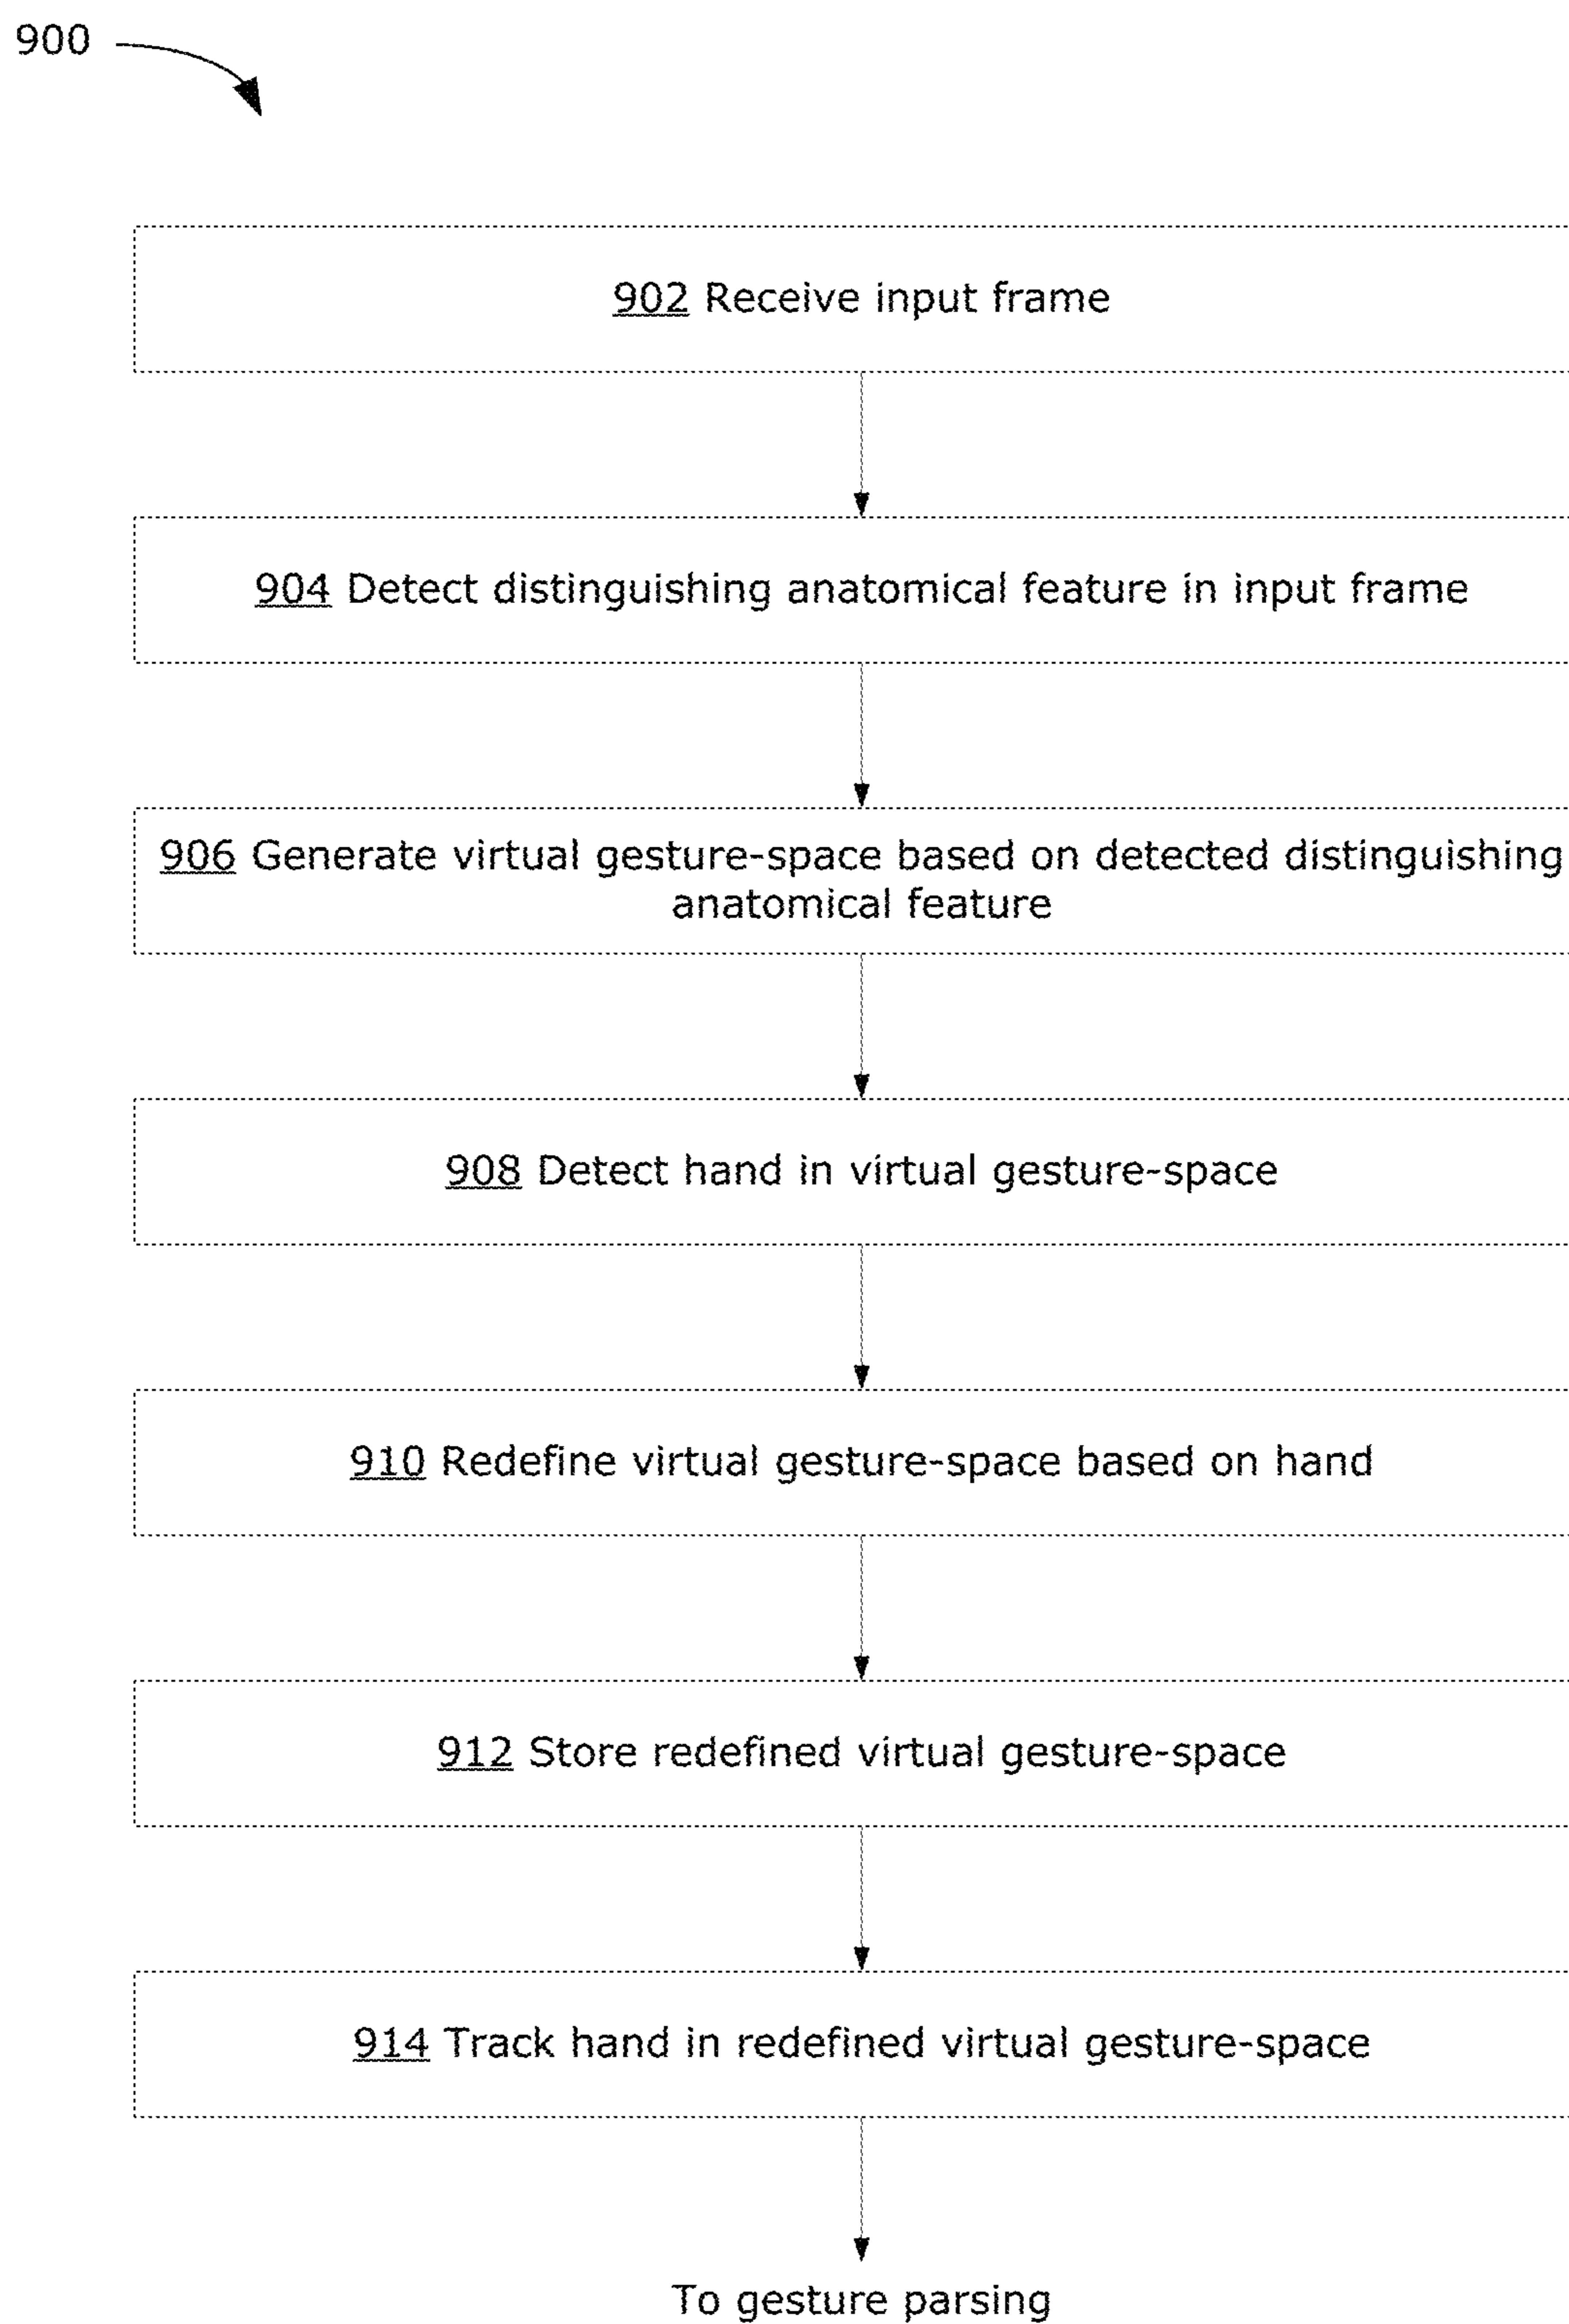 900
902 Receive input frame
904 Detect distinguishing anatomical feature in input frame
906 Generate virtual gesture-space based on detected distinguishing
anatomical feature
908 Detect hand in virtual gesture-space
910 Redefine virtual gesture-space based on hand
912 Store redefined virtual gesture-space
914 Track hand in redefined virtual gesture-space
To gesture parsing